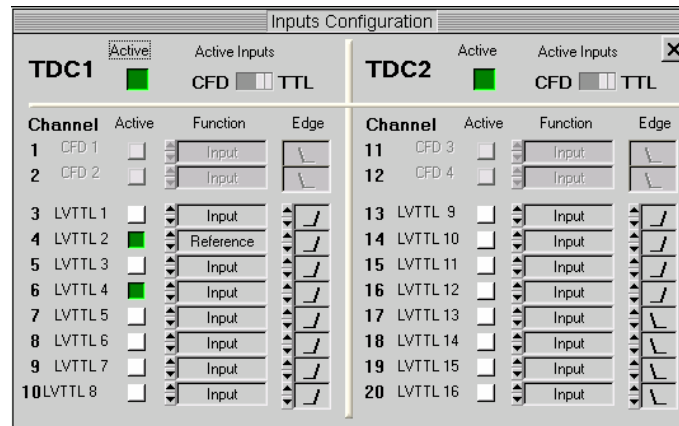 Inputs Configuration
TDC1 Active Active Inputs CFD TTL
TDC2 Active Active Inputs CFD TTL
Channel Active Function Edge
1 CFD 1 Input
2 CFD 2 Input
3 LVTTL 1 Input
4 LVTTL 2 Reference
5 LVTTL 3 Input
6 LVTTL 4 Input
7 LVTTL 5 Input
8 LVTTL 6 Input
9 LVTTL 7 Input
10 LVTTL 8 Input
Channel Active Function Edge
11 CFD 3 Input
12 CFD 4 Input
13 LVTTL 9 Input
14 LVTTL 10 Input
15 LVTTL 11 Input
16 LVTTL 12 Input
17 LVTTL 13 Input
18 LVTTL 14 Input
19 LVTTL 15 Input
20 LVTTL 16 Input